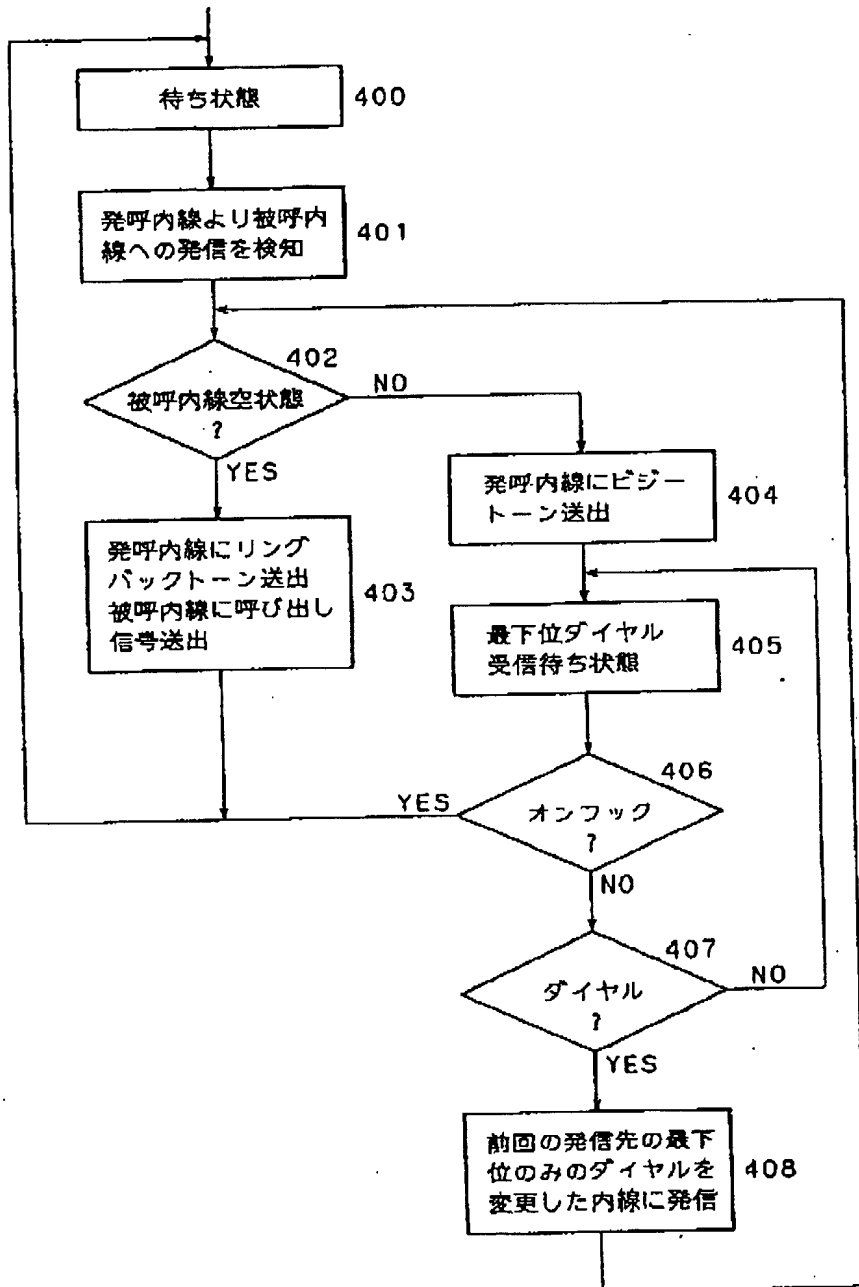 待ち状態
400
発呼内線より被呼内
線への発信を検知
401
402
被呼内線空状態
?
NO
YES
発呼内線にリング
バックトーン送出
被呼内線に呼び出し
信号送出
403
発呼内線にビジー
トーン送出
404
最下位ダイヤル
受信待ち状態
405
406
オンフック
?
YES
NO
407
ダイヤル
?
NO
YES
前回の発信先の最下
位のみのダイヤルを
変更した内線に発信
408